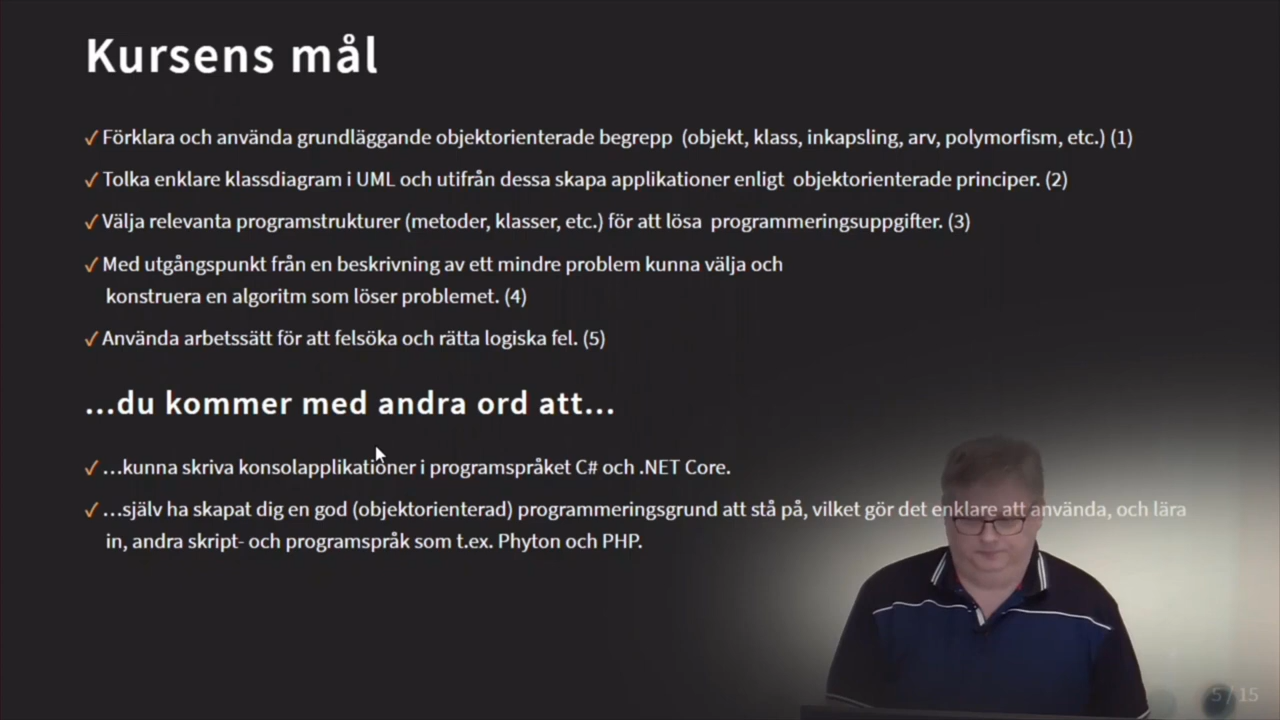 Kursens mål
✓ Förklara och använda grundläggande objektorienterade begrepp (objekt, klass, inkapsling, arv, polymorfism, etc.) (1)
✓ Tolka enklare klassdiagram i UML och utifrån dessa skapa applikationer enligt objektorienterade principer. (2)
✓ Välja relevanta programstrukturer (metoder, klasser, etc.) för att lösa programmeringsuppgifter. (3)
✓ Med utgångspunkt från en beskrivning av ett mindre problem kunna välja och
konstruera en algoritm som löser problemet. (4)
✓ Använda arbetssätt för att felsöka och rätta logiska fel. (5)
...du kommer med andra ord att...
✓ ...kunna skriva konsolapplikationer i programspråket C# och .NET Core.
✓ ...själv ha skapat dig en god (objektorienterad) programmeringsgrund att stå på, vilket gör det enklare att använda, och lära
in, andra skript- och programspråk som t.ex. Phyton och PHP.
5 / 15